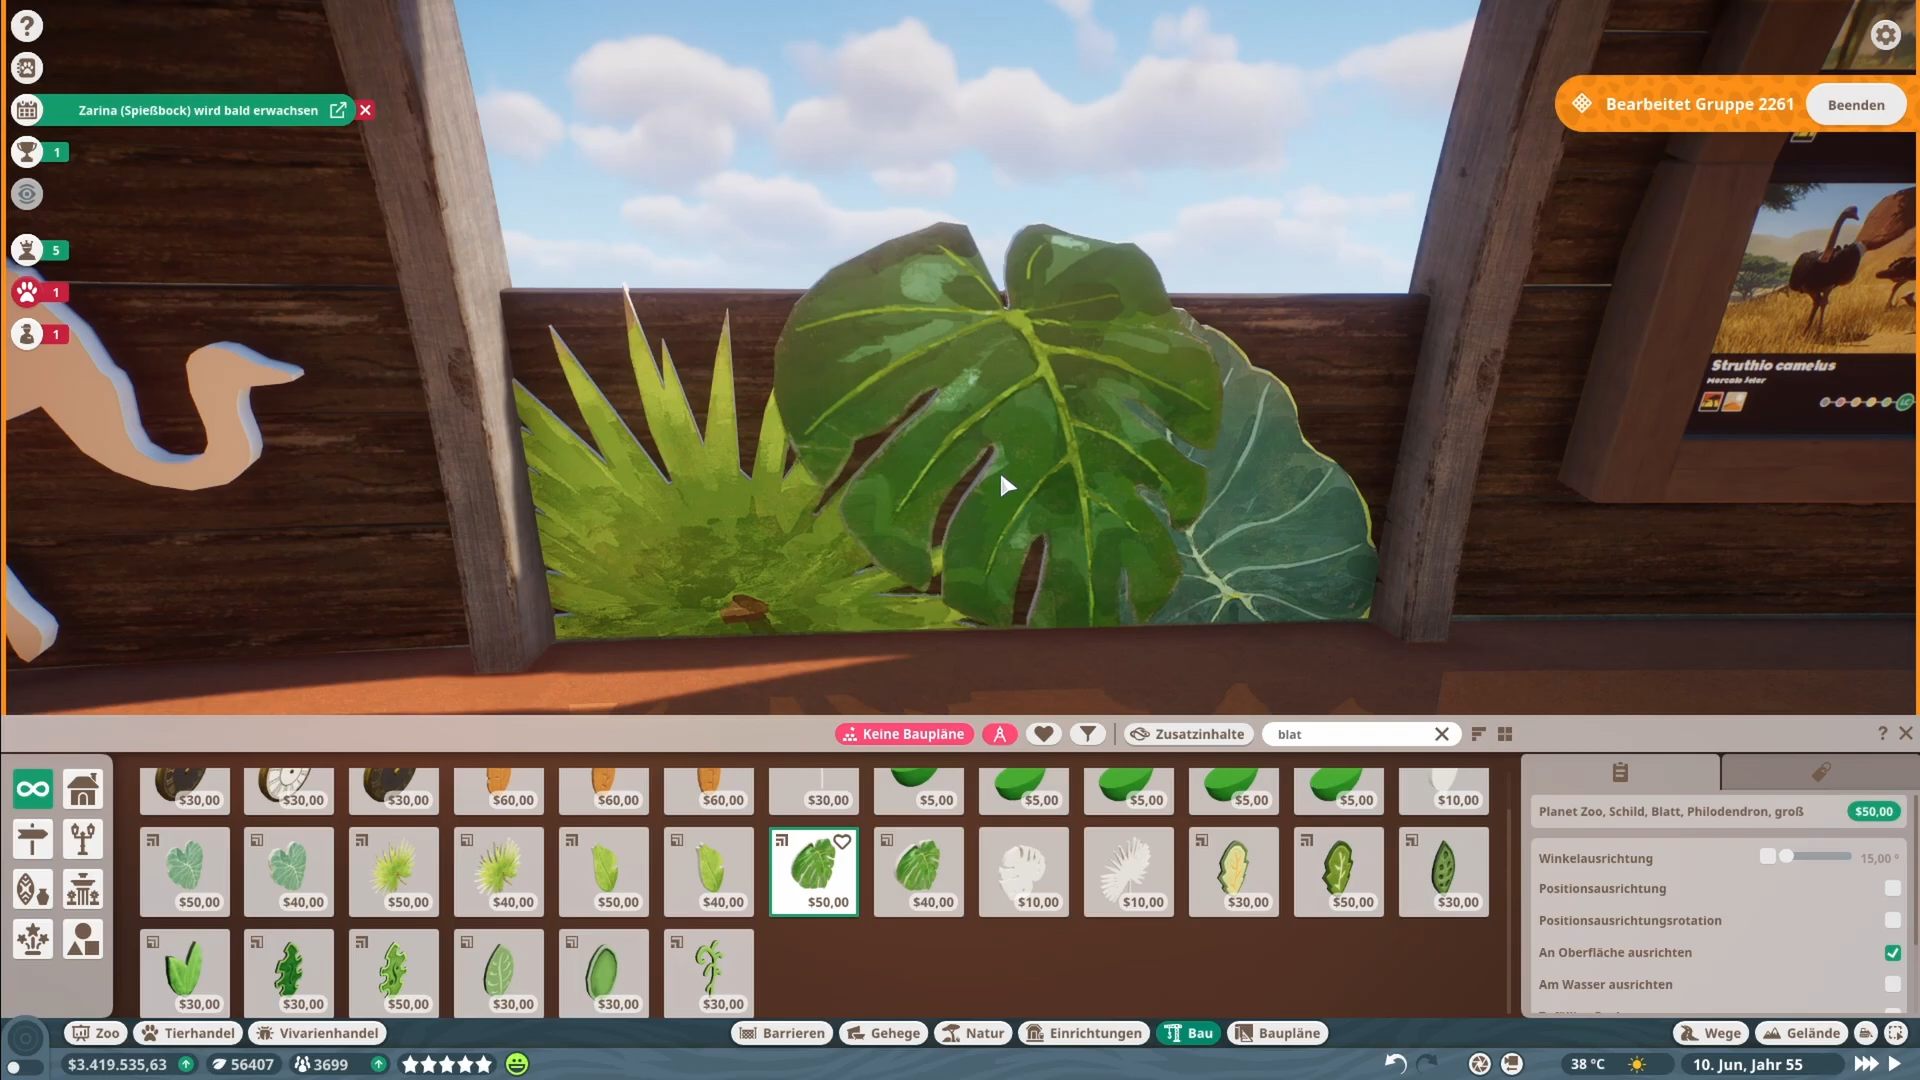 ?
Zarina (Spießbock) wird bald erwachsen
1
5
1
1
Bearbeitet Gruppe 2261
Beenden
Struthio camelus
LC
Keine Baupläne
Zusatzinhalte
blat
?
$30,00 $30,00 $30,00 $60,00 $60,00 $60,00 $30,00 $5,00 $5,00 $5,00 $5,00 $5,00 $10,00
$50,00 $40,00 $50,00 $40,00 $50,00 $40,00 $50,00 $40,00 $10,00 $10,00 $30,00 $50,00 $30,00
$30,00 $30,00 $50,00 $30,00 $30,00 $30,00
Planet Zoo, Schild, Blatt, Philodendron, groß $50,00
Winkelausrichtung 15,00 °
Positionsausrichtung
Positionsausrichtungsrotation
An Oberfläche ausrichten
Am Wasser ausrichten
Zoo Tierhandel Vivarienhandel Barrieren Gehege Natur Einrichtungen Bau Baupläne Wege Gelände
$3.419.535,63 56407 3699 38 °C 10. Jun, Jahr 55